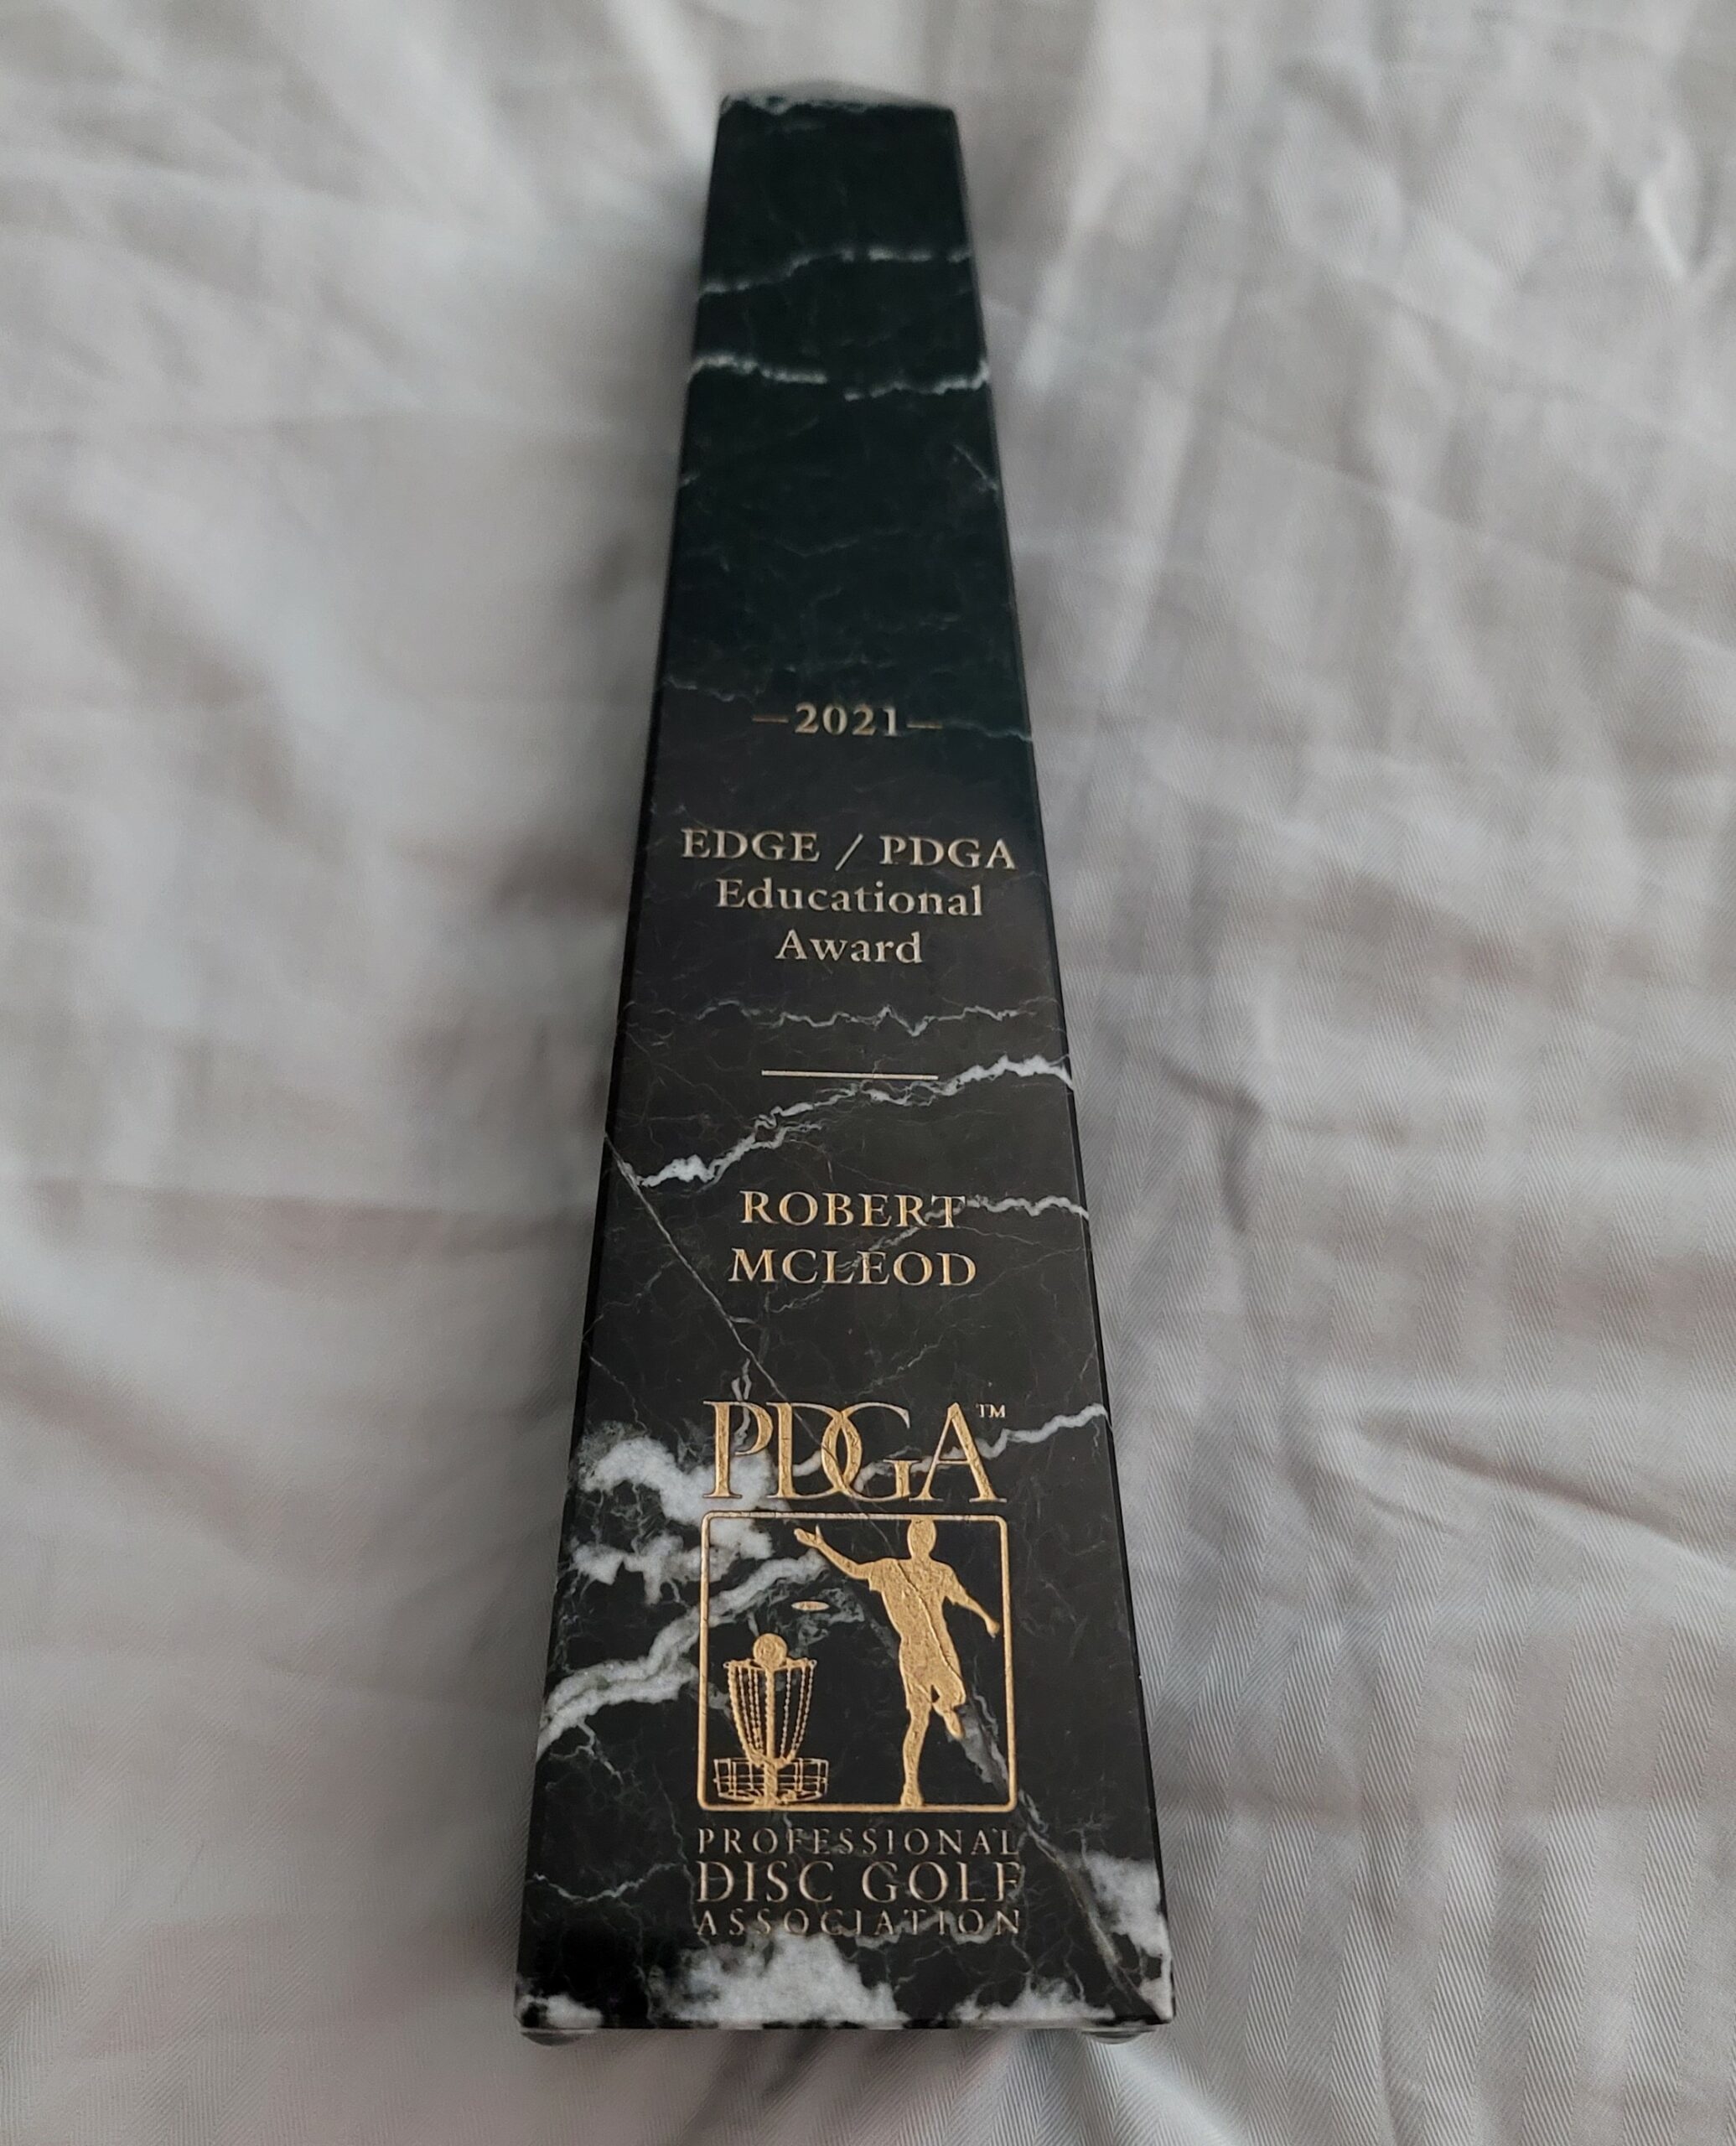 —2021—
EDGE / PDGA
Educational
Award
ROBERT
MCLEOD
PDGA™
PROFESSIONAL
DISC GOLF
ASSOCIATION